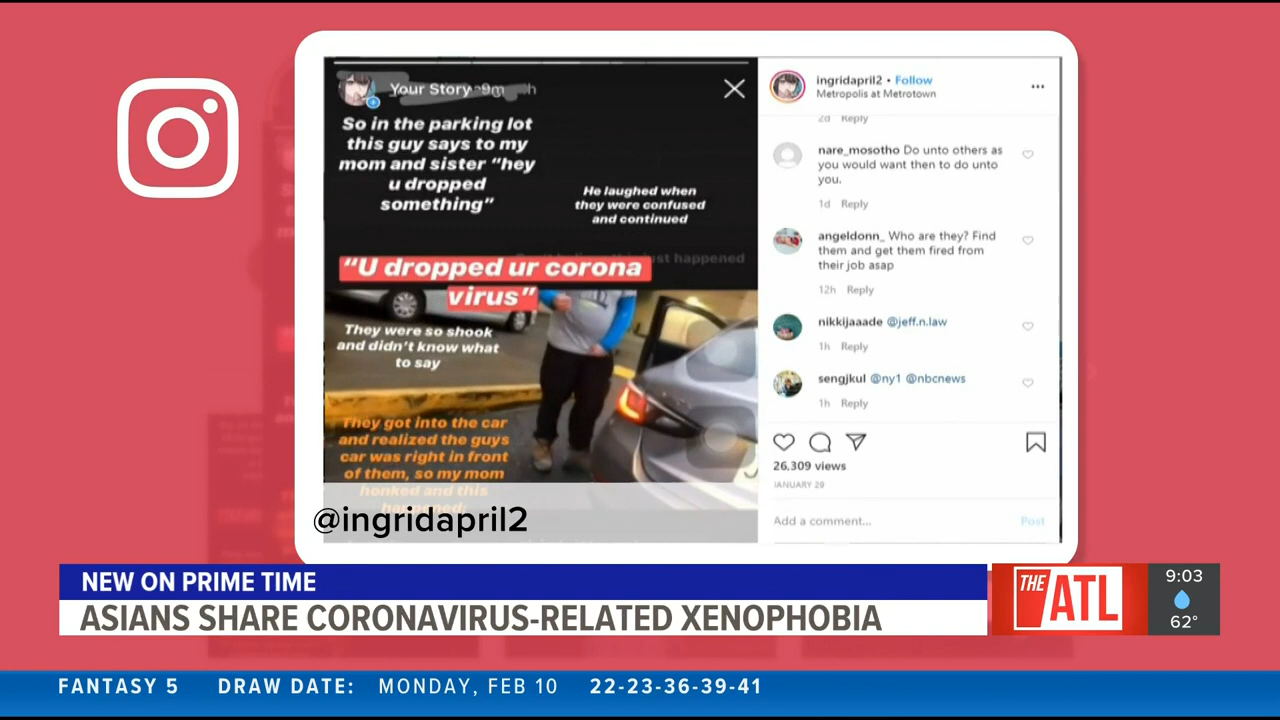 Your Story 9m h
So in the parking lot
this guy says to my
mom and sister "hey
u dropped
something"
He laughed when
they were confused
and continued
just happened
"U dropped ur corona
virus"
They were so shook
and didn't know what
to say
They got into the car
and realized the guys
car was right in front
of them, so my mom
honked and this
happened:
@ingridapril2
ingridapril2 • Follow
Metropolis at Metrotown
2d Reply
nare_mosotho Do unto others as
you would want then to do unto
you.
1d Reply
angeldonn_ Who are they? Find
them and get them fired from
their job asap
12h Reply
nikkijaaade @jeff.n.law
1h Reply
sengjkul @ny1 @nbcnews
1h Reply
26,309 views
JANUARY 29
Add a comment... Post
NEW ON PRIME TIME
ASIANS SHARE CORONAVIRUS-RELATED XENOPHOBIA
THE ATL
9:03
62°
FANTASY 5 DRAW DATE: MONDAY, FEB 10 22-23-36-39-41